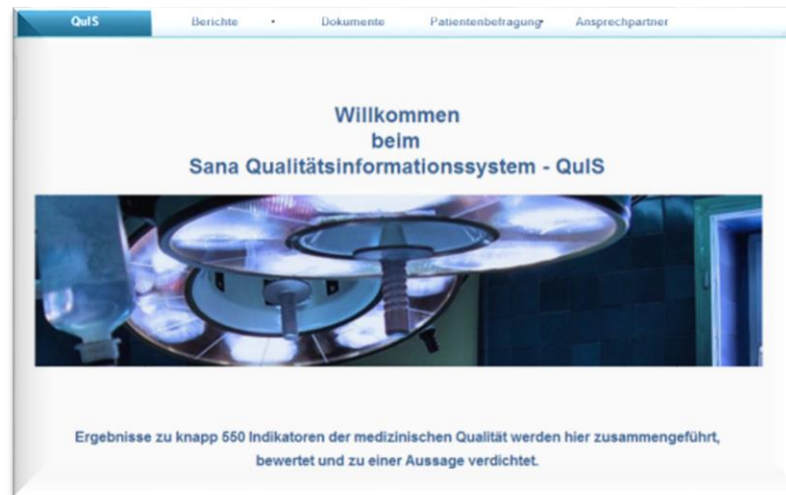 QuIS Berichte Dokumente Patientenbefragung Ansprechpartner
Willkommen
beim
Sana Qualitätsinformationssystem - QuIS
Ergebnisse zu knapp 550 Indikatoren der medizinischen Qualität werden hier zusammengeführt,
bewertet und zu einer Aussage verdichtet.